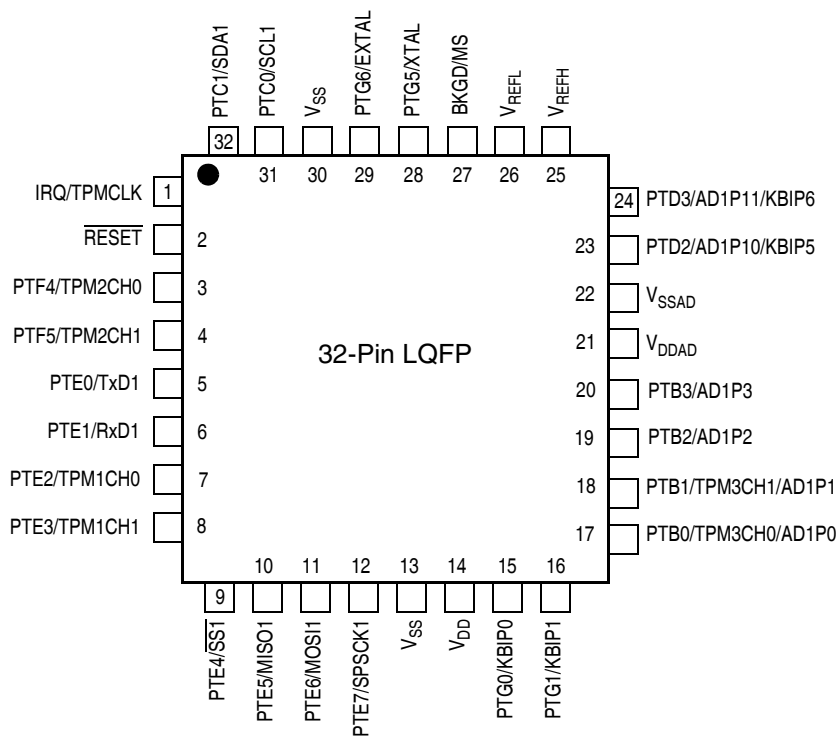 PTC1/SDA1
PTC0/SCL1
VSS
PTG6/EXTAL
PTG5/XTAL
BKGD/MS
VREFL
VREFH
32
31
30
29
28
27
26
25
IRQ/TPMCLK 1
RESET 2
PTF4/TPM2CH0 3
PTF5/TPM2CH1 4
PTE0/TxD1 5
PTE1/RxD1 6
PTE2/TPM1CH0 7
PTE3/TPM1CH1 8
32-Pin LQFP
24 PTD3/AD1P11/KBIP6
23 PTD2/AD1P10/KBIP5
22 VSSAD
21 VDDAD
20 PTB3/AD1P3
19 PTB2/AD1P2
18 PTB1/TPM3CH1/AD1P1
17 PTB0/TPM3CH0/AD1P0
9
10
11
12
13
14
15
16
PTE4/SS1
PTE5/MISO1
PTE6/MOSI1
PTE7/SPSCK1
VSS
VDD
PTG0/KBIP0
PTG1/KBIP1